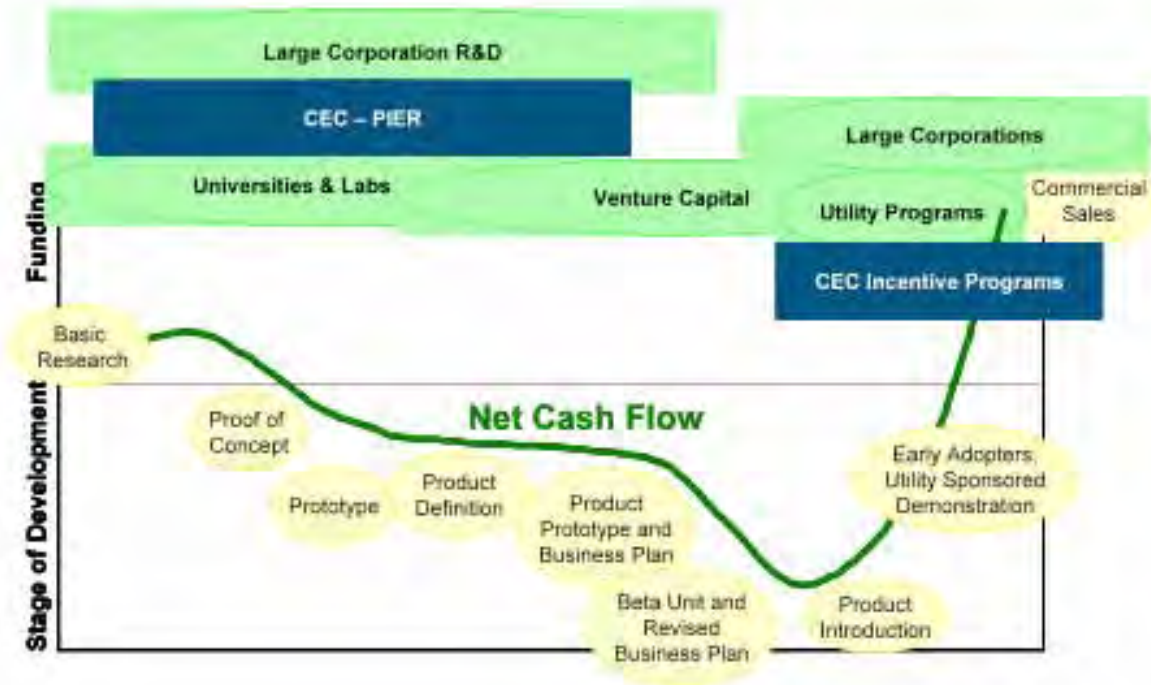 Large Corporation R&D
CEC – PIER
Large Corporations
Universities & Labs
Venture Capital
Utility Programs
Commercial
Sales
CEC Incentive Programs
Funding
Basic
Research
Net Cash Flow
Proof of
Concept
Prototype
Product
Definition
Product
Prototype and
Business Plan
Early Adopters,
Utility Sponsored
Demonstration
Beta Unit and
Revised
Business Plan
Product
Introduction
Stage of Development